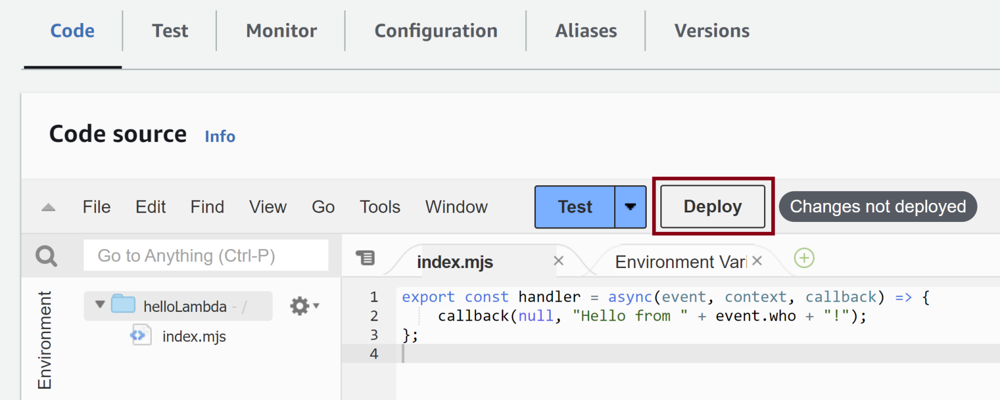 Code Test Monitor Configuration Aliases Versions
Code source Info
File Edit Find View Go Tools Window Test Deploy Changes not deployed
Go to Anything (Ctrl-P)
index.mjs Environment Vari
Environment
helloLambda - /
index.mjs
1 export const handler = async(event, context, callback) => {
2 callback(null, "Hello from " + event.who + "!");
3 };
4